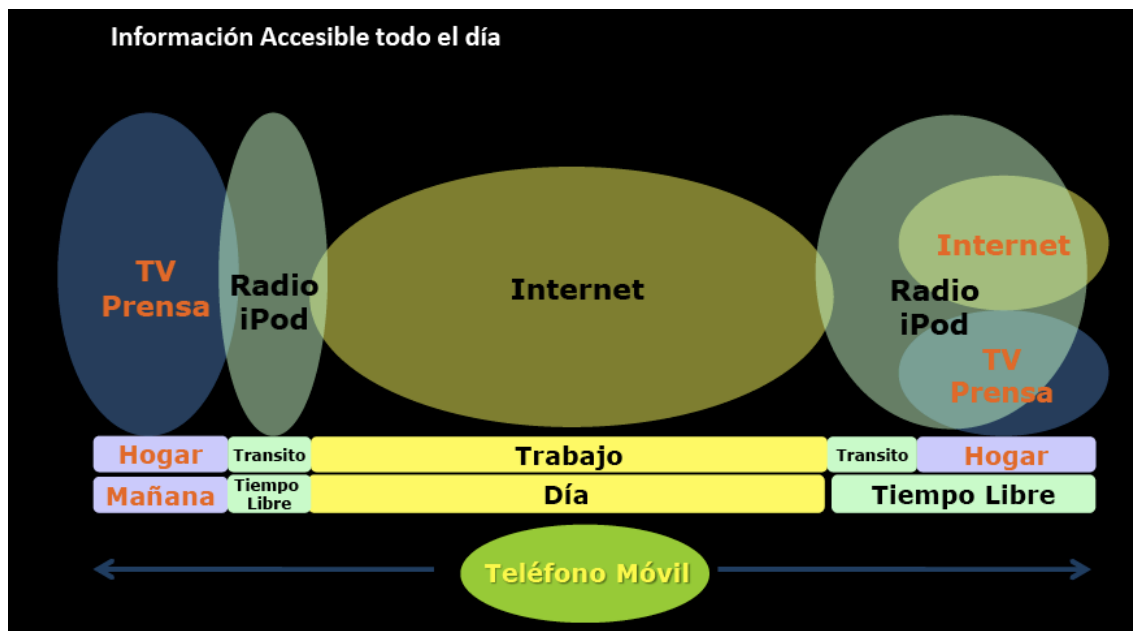 Información Accesible todo el día
TV
Prensa
Radio
iPod
Internet
Radio
iPod
Internet
TV
Prensa
Hogar
Transito
Trabajo
Transito
Hogar
Mañana
Tiempo
Libre
Día
Tiempo Libre
Teléfono Móvil